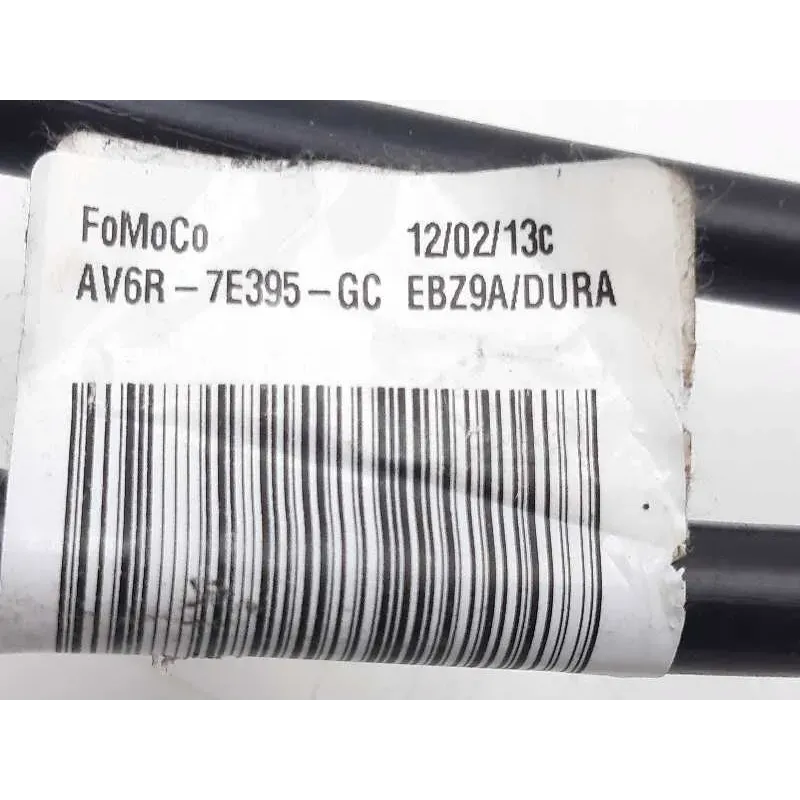 FoMoCo 12/02/13c
AV6R-7E395-GC EBZ9A/DURA